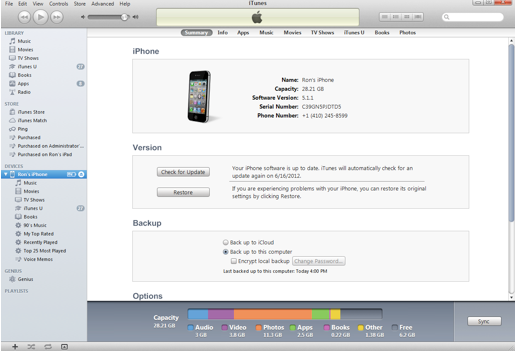 iTunes
File Edit View Controls Store Advanced Help
Summary Info Apps Music Movies TV Shows iTunes U Books Photos
LIBRARY
Music
Movies
TV Shows
iTunes U
Books
Apps
Radio
STORE
iTunes Store
iTunes Match
Ping
Purchased
Purchased on Administrator'...
Purchased on Ron's iPad
DEVICES
Ron's iPhone
Music
Movies
TV Shows
iTunes U
Books
90's Music
My Top Rated
Recently Played
Top 25 Most Played
Voice Memos
GENIUS
Genius
PLAYLISTS
iPhone
Name: Ron's iPhone
Capacity: 28.21 GB
Software Version: 5.1.1
Serial Number:
Phone Number: +1 (410) 245-8599
Version
Check for Update
Your iPhone software is up to date. iTunes will automatically check for an
update again on 6/16/2012.
Restore
If you are experiencing problems with your iPhone, you can restore its original
settings by clicking Restore.
Backup
Back up to iCloud
Back up to this computer
Encrypt local backup Change Password...
Last backed up to this computer: Today 4:00 PM
Options
Capacity
28.21 GB
Audio Video Photos Apps Books Other Free
3 GB 3.8 GB 11.3 GB 2.5 GB 0.22 GB 1.38 GB 6.2 GB
Sync